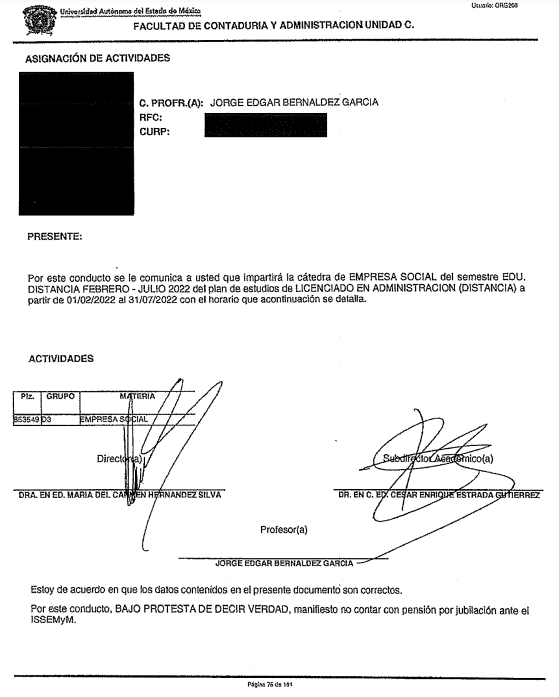 Universidad Autónoma del Estado de México
Usuario: ORG208
FACULTAD DE CONTADURIA Y ADMINISTRACION UNIDAD C.
ASIGNACIÓN DE ACTIVIDADES
C. PROFR.(A): JORGE EDGAR BERNALDEZ GARCIA
RFC:
CURP:
PRESENTE:
Por este conducto se le comunica a usted que impartirá la cátedra de EMPRESA SOCIAL del semestre EDU.
DISTANCIA FEBRERO - JULIO 2022 del plan de estudios de LICENCIADO EN ADMINISTRACION (DISTANCIA) a
partir de 01/02/2022 al 31/07/2022 con el horario que acontinuación se detalla.
ACTIVIDADES
Plz. GRUPO MATERIA
853549 D3 EMPRESA SOCIAL
Director(a) Subdirector Académico(a)
DRA. EN ED. MARIA DEL CARMEN HERNANDEZ SILVA DR. EN C. ED. CESAR ENRIQUE ESTRADA GUTIERREZ
Profesor(a)
JORGE EDGAR BERNALDEZ GARCIA
Estoy de acuerdo en que los datos contenidos en el presente documento son correctos.
Por este conducto, BAJO PROTESTA DE DECIR VERDAD, manifiesto no contar con pensión por jubilación ante el
ISSEMyM.
Página 76 de 101